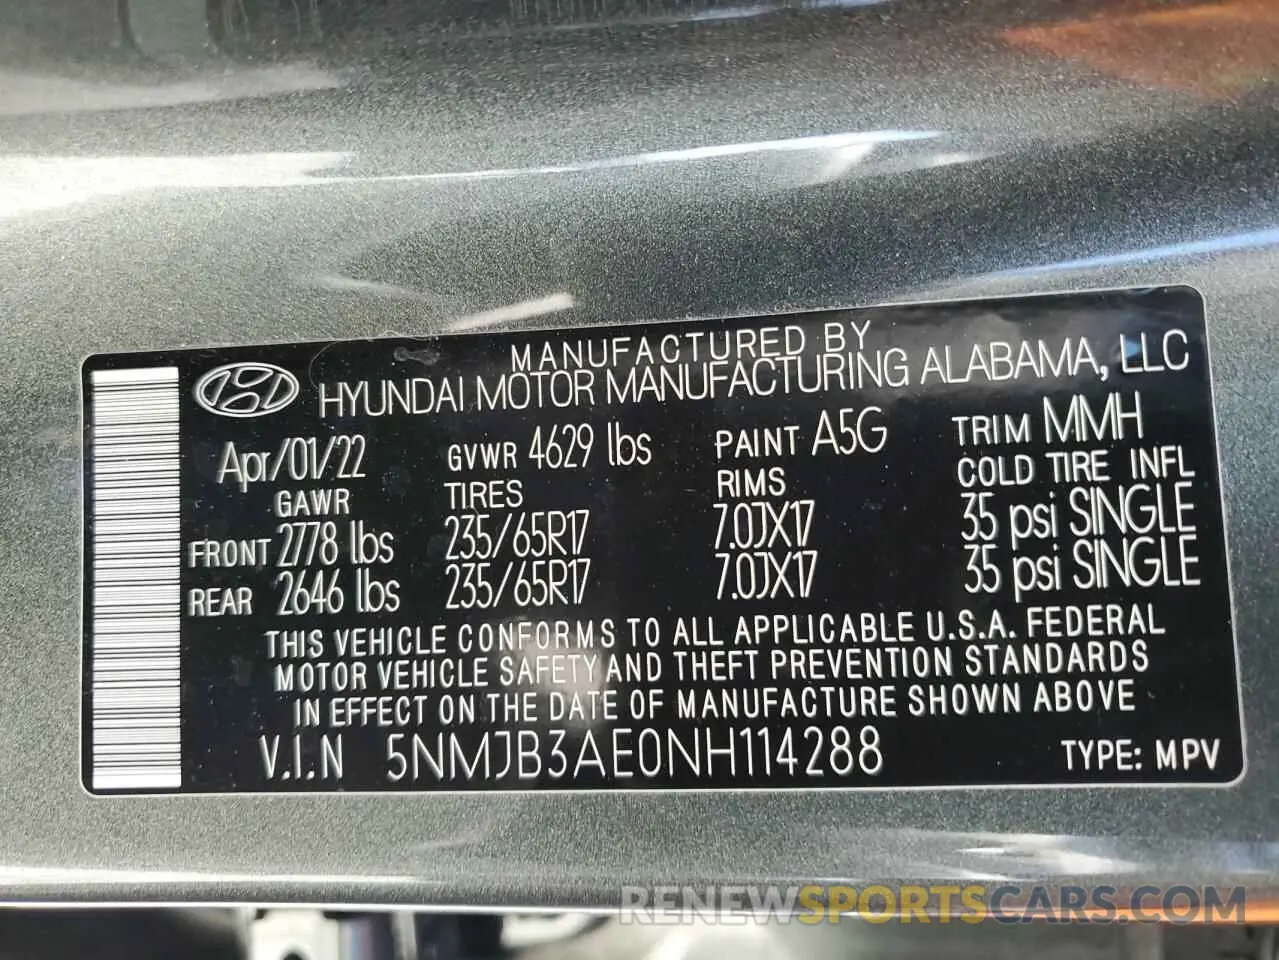 MANUFACTURED BY
HYUNDAI MOTOR MANUFACTURING ALABAMA, LLC
Apr/01/22 GVWR 4629 lbs PAINT A5G TRIM MMH
GAWR TIRES RIMS COLD TIRE INFL
FRONT 2778 lbs 235/65R17 7.0JX17 35 psi SINGLE
REAR 2646 lbs 235/65R17 7.0JX17 35 psi SINGLE
THIS VEHICLE CONFORMS TO ALL APPLICABLE U.S.A. FEDERAL
MOTOR VEHICLE SAFETY AND THEFT PREVENTION STANDARDS
IN EFFECT ON THE DATE OF MANUFACTURE SHOWN ABOVE
V.I.N 5NMJB3AE0NH114288 TYPE: MPV
RENEWSPORTSCARS.COM